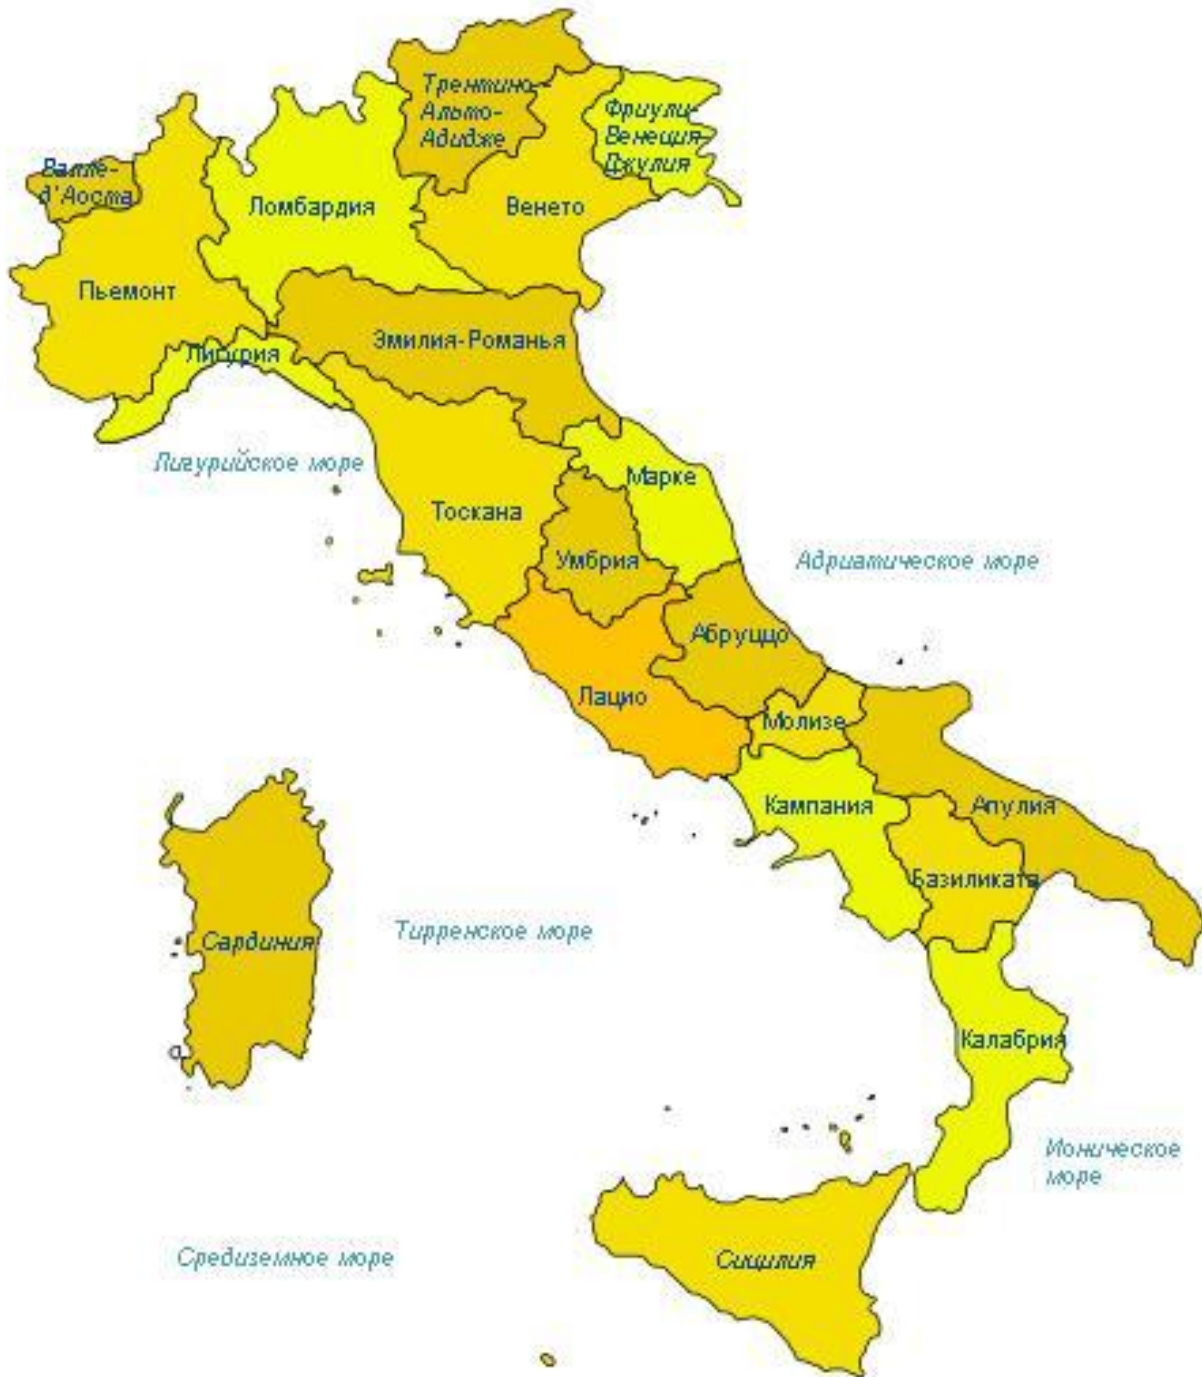 Трентино-
Альто-
Адидже
Фриули-
Венеция-
Джулия
Валле-
д'Аоста
Ломбардия
Венето
Пьемонт
Эмилия-Романья
Лигурия
Лигурийское море
Марке
Тоскана
Умбрия
Адриатическое море
Абруццо
Лацио
Молизе
Кампания
Апулия
Базиликата
Тирренское море
Сардиния
Калабрия
Ионическое
море
Средиземное море
Сицилия